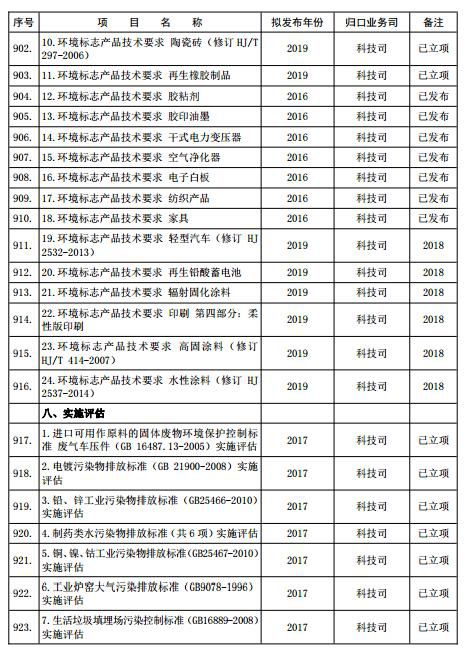 序号 项 目 名 称 拟发布年份 归口业务司 备注
902. 10.环境标志产品技术要求 陶瓷砖（修订 HJ/T 2019 科技司 已立项
297-2006）
903. 11.环境标志产品技术要求 再生橡胶制品 2019 科技司 已立项
904. 12.环境标志产品技术要求 胶粘剂 2016 科技司 已发布
905. 13.环境标志产品技术要求 胶印油墨 2016 科技司 已发布
906. 14.环境标志产品技术要求 干式电力变压器 2016 科技司 已发布
907. 15.环境标志产品技术要求 空气净化器 2016 科技司 已发布
908. 16.环境标志产品技术要求 电子白板 2016 科技司 已发布
909. 17.环境标志产品技术要求 纺织产品 2016 科技司 已发布
910. 18.环境标志产品技术要求 家具 2016 科技司 已发布
911. 19.环境标志产品技术要求 轻型汽车（修订 HJ 2019 科技司 2018
2532-2013）
912. 20.环境标志产品技术要求 再生铅酸蓄电池 2019 科技司 2018
913. 21.环境标志产品技术要求 辐射固化涂料 2019 科技司 2018
914. 22.环境标志产品技术要求 印刷 第四部分：柔 2019 科技司 2018
性版印刷
915. 23.环境标志产品技术要求 高固涂料（修订 2019 科技司 2018
HJ/T 414-2007）
916. 24.环境标志产品技术要求 水性涂料（修订 HJ 2019 科技司 2018
2537-2014）
八、实施评估
917. 1.进口可用作原料的固体废物环境保护控制标 2017 科技司 已立项
准 废气车压件（GB 16487.13-2005）实施评估
918. 2.电镀污染物排放标准（GB 21900-2008）实施 2017 科技司 已立项
评估
919. 3.铅、锌工业污染物排放标准（GB25466-2010） 2017 科技司 已立项
实施评估
920. 4.制药类水污染物排放标准（共 6 项）实施评估 2017 科技司 已立项
921. 5.铜、镍、钴工业污染物排放标准（GB25467-2010） 2017 科技司 已立项
实施评估
922. 6.工业炉窑大气污染排放标准（GB9078-1996） 2017 科技司 已立项
实施评估
923. 7.生活垃圾填埋场污染控制标准（GB16889-2008） 2017 科技司 已立项
实施评估